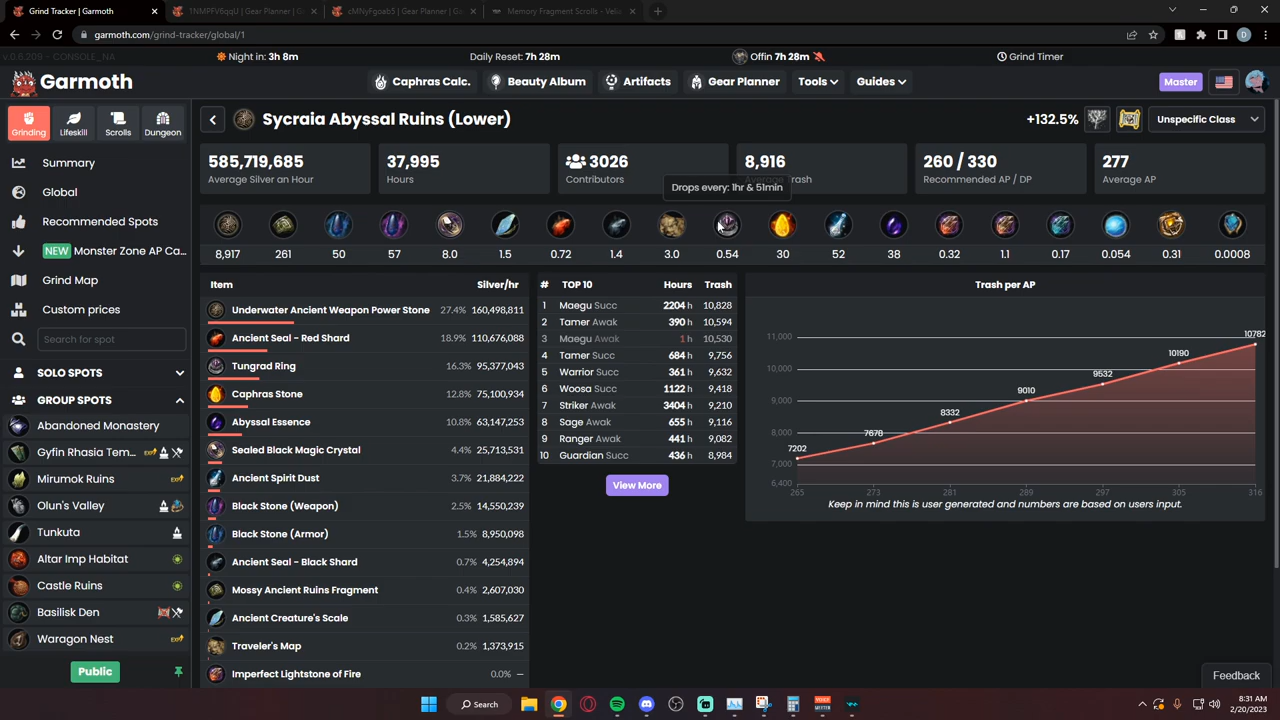 Grind Tracker | Garmoth
1NMPFV6qqU | Gear Planner | G
cMNyFgoab5 | Gear Planner | Ga
Memory Fragment Scrolls - Velia
garmoth.com/grind-tracker/global/1
v.0.6.209 - CONSOLE_NA
Night in: 3h 8m
Daily Reset: 7h 28m
Offin 7h 28m
Grind Timer
Garmoth
Caphras Calc.
Beauty Album
Artifacts
Gear Planner
Tools
Guides
Master
Grinding
Lifeskill
Scrolls
Dungeon
Summary
Global
Recommended Spots
NEW Monster Zone AP Ca...
Grind Map
Custom prices
Search for spot
SOLO SPOTS
GROUP SPOTS
Abandoned Monastery
Gyfin Rhasia Tem...
Mirumok Ruins
Olun's Valley
Tunkuta
Altar Imp Habitat
Castle Ruins
Basilisk Den
Waragon Nest
Public
Sycraia Abyssal Ruins (Lower)
+132.5%
Unspecific Class
585,719,685
Average Silver an Hour
37,995
Hours
3026
Contributors
8,916
Average Trash
260 / 330
Recommended AP / DP
277
Average AP
Drops every: 1hr & 51min
8,917 261 50 57 8.0 1.5 0.72 1.4 3.0 0.54 30 52 38 0.32 1.1 0.17 0.054 0.31 0.0008
Item Silver/hr
Underwater Ancient Weapon Power Stone 27.4% 160,498,811
Ancient Seal - Red Shard 18.9% 110,676,088
Tungrad Ring 16.3% 95,377,043
Caphras Stone 12.8% 75,100,934
Abyssal Essence 10.8% 63,147,253
Sealed Black Magic Crystal 4.4% 25,713,531
Ancient Spirit Dust 3.7% 21,884,222
Black Stone (Weapon) 2.5% 14,550,239
Black Stone (Armor) 1.5% 8,950,098
Ancient Seal - Black Shard 0.7% 4,254,894
Mossy Ancient Ruins Fragment 0.4% 2,607,030
Ancient Creature's Scale 0.3% 1,585,627
Traveler's Map 0.2% 1,373,915
Imperfect Lightstone of Fire 0.0% –
# TOP 10 Hours Trash
1 Maegu Succ 2204 h 10,828
2 Tamer Awak 390 h 10,594
3 Maegu Awak 1 h 10,530
4 Tamer Succ 684 h 9,756
5 Warrior Succ 361 h 9,632
6 Woosa Succ 1122 h 9,418
7 Striker Awak 3404 h 9,210
8 Sage Awak 655 h 9,116
9 Ranger Awak 441 h 9,082
10 Guardian Succ 436 h 8,984
View More
Trash per AP
11,000
10,000
9,000
8,000
7,000
6,400
7202 7678 8332 9010 9532 10190 10782
265 273 281 289 297 305 316
Keep in mind this is user generated and numbers are based on users input.
Feedback
Search
8:31 AM
2/20/2023